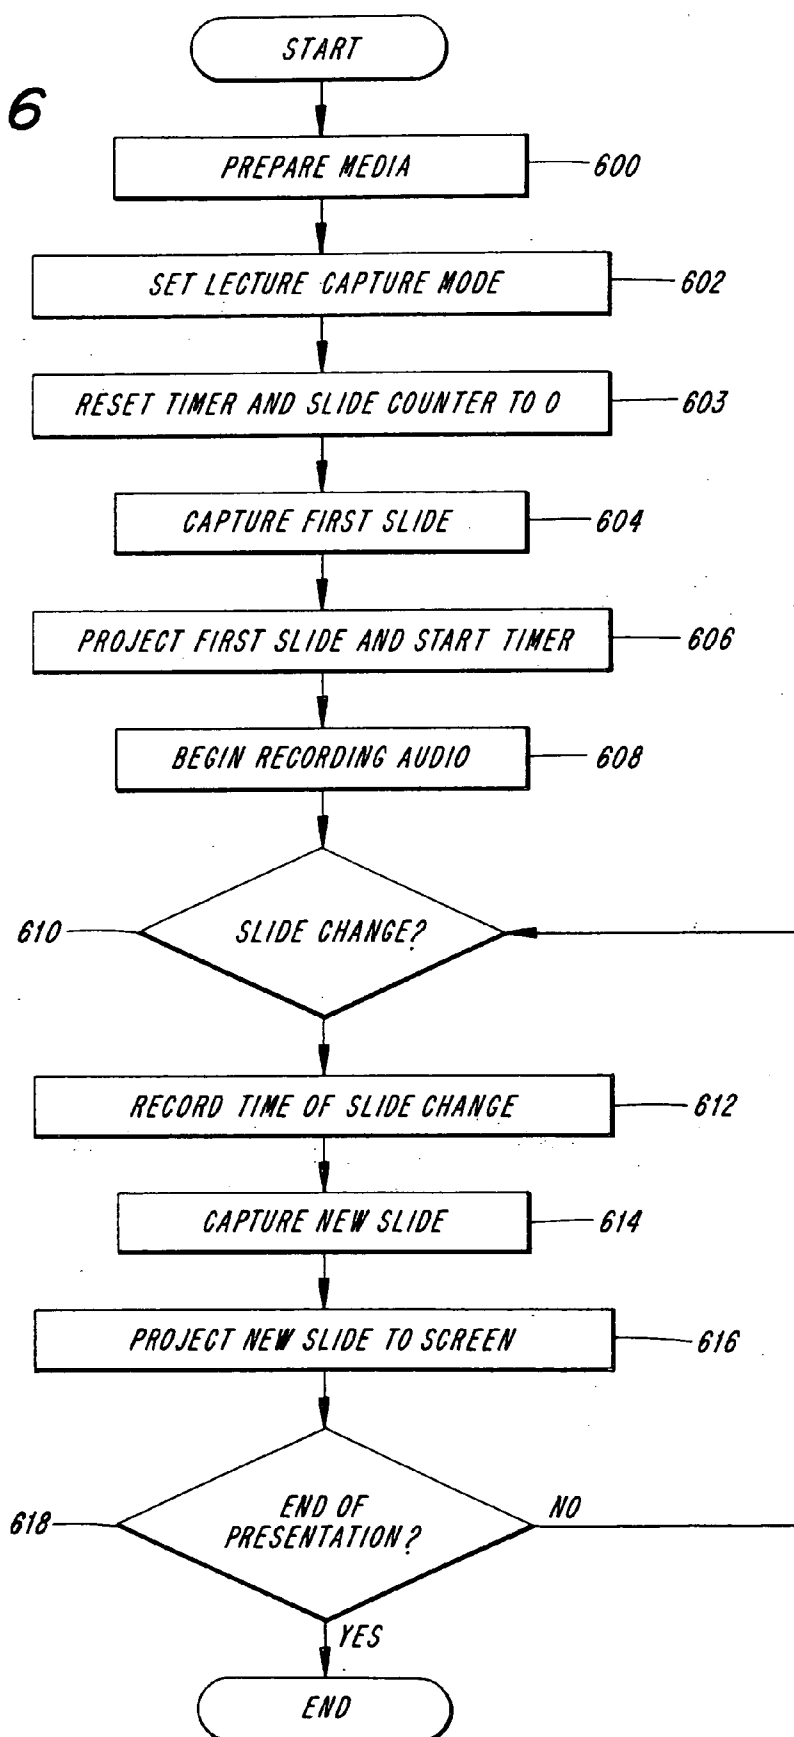 START
6
PREPARE MEDIA 600
SET LECTURE CAPTURE MODE 602
RESET TIMER AND SLIDE COUNTER TO 0 603
CAPTURE FIRST SLIDE 604
PROJECT FIRST SLIDE AND START TIMER 606
BEGIN RECORDING AUDIO 608
610 SLIDE CHANGE?
RECORD TIME OF SLIDE CHANGE 612
CAPTURE NEW SLIDE 614
PROJECT NEW SLIDE TO SCREEN 616
618 END OF
PRESENTATION?
NO
YES
END